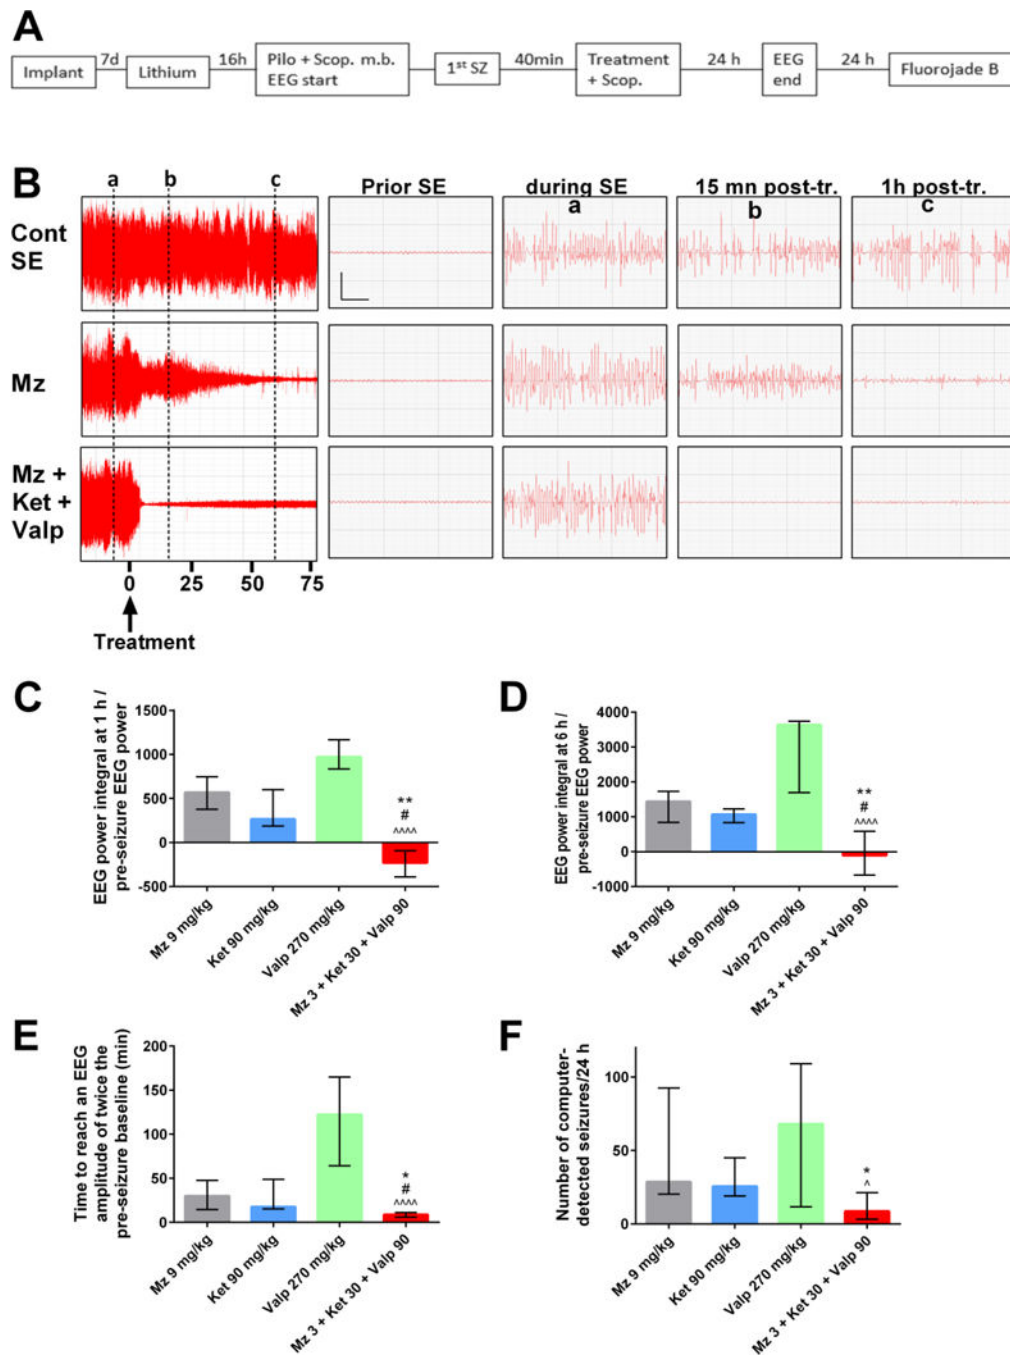 A
Implant
7d
Lithium
16h
Pilo + Scop. m.b.
EEG start
1st SZ
40min
Treatment
+ Scop.
24 h
EEG
end
24 h
Fluorojade B
B
a
b
c
Prior SE
during SE
a
15 mn post-tr.
b
1h post-tr.
c
Cont
SE
Mz
Mz +
Ket +
Valp
0
25
50
75
Treatment
C
EEG power integral at 1 h /
pre-seizure EEG power
1500
1000
500
0
-500
**
#
^^^^
Mz 9 mg/kg
Ket 90 mg/kg
Valp 270 mg/kg
Mz 3 + Ket 30 + Valp 90
D
EEG power integral at 6 h /
pre-seizure EEG power
4000
3000
2000
1000
0
-1000
**
#
^^^^
Mz 9 mg/kg
Ket 90 mg/kg
Valp 270 mg/kg
Mz 3 + Ket 30 + Valp 90
E
Time to reach an EEG
amplitude of twice the
pre-seizure baseline (min)
200
150
100
50
0
*
#
^^^^
Mz 9 mg/kg
Ket 90 mg/kg
Valp 270 mg/kg
Mz 3 + Ket 30 + Valp 90
F
Number of computer-
detected seizures/24 h
100
50
0
*
^
Mz 9 mg/kg
Ket 90 mg/kg
Valp 270 mg/kg
Mz 3 + Ket 30 + Valp 90